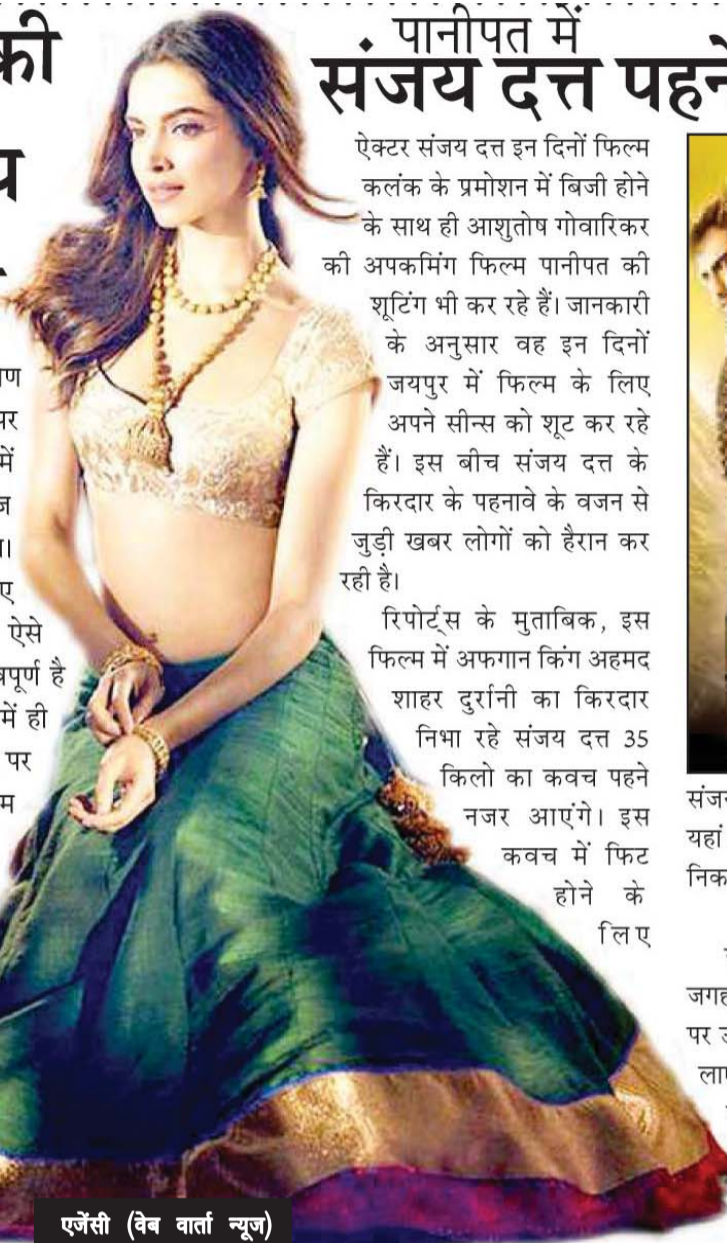 की
पानीपत में
संजय दत्त पहने
ऐक्टर संजय दत्त इन दिनों फिल्म
कलंक के प्रमोशन में बिजी होने
के साथ ही आशुतोष गोवारिकर
की अपकमिंग फिल्म पानीपत की
शूटिंग भी कर रहे हैं। जानकारी
के अनुसार वह इन दिनों
जयपुर में फिल्म के लिए
अपने सीन्स को शूट कर रहे
हैं। इस बीच संजय दत्त के
किरदार के पहनावे के वजन से
जुड़ी खबर लोगों को हैरान कर
रही है।
रिपोर्ट्स के मुताबिक, इस
फिल्म में अफगान किंग अहमद
शाहर दुर्रानी का किरदार
निभा रहे संजय दत्त 35
किलो का कवच पहने
नजर आएंगे। इस
कवच में फिट
होने के
लिए
में
ऐसे
में ही
पर
यहां
पर
एजेंसी (वेब वार्ता न्यूज)